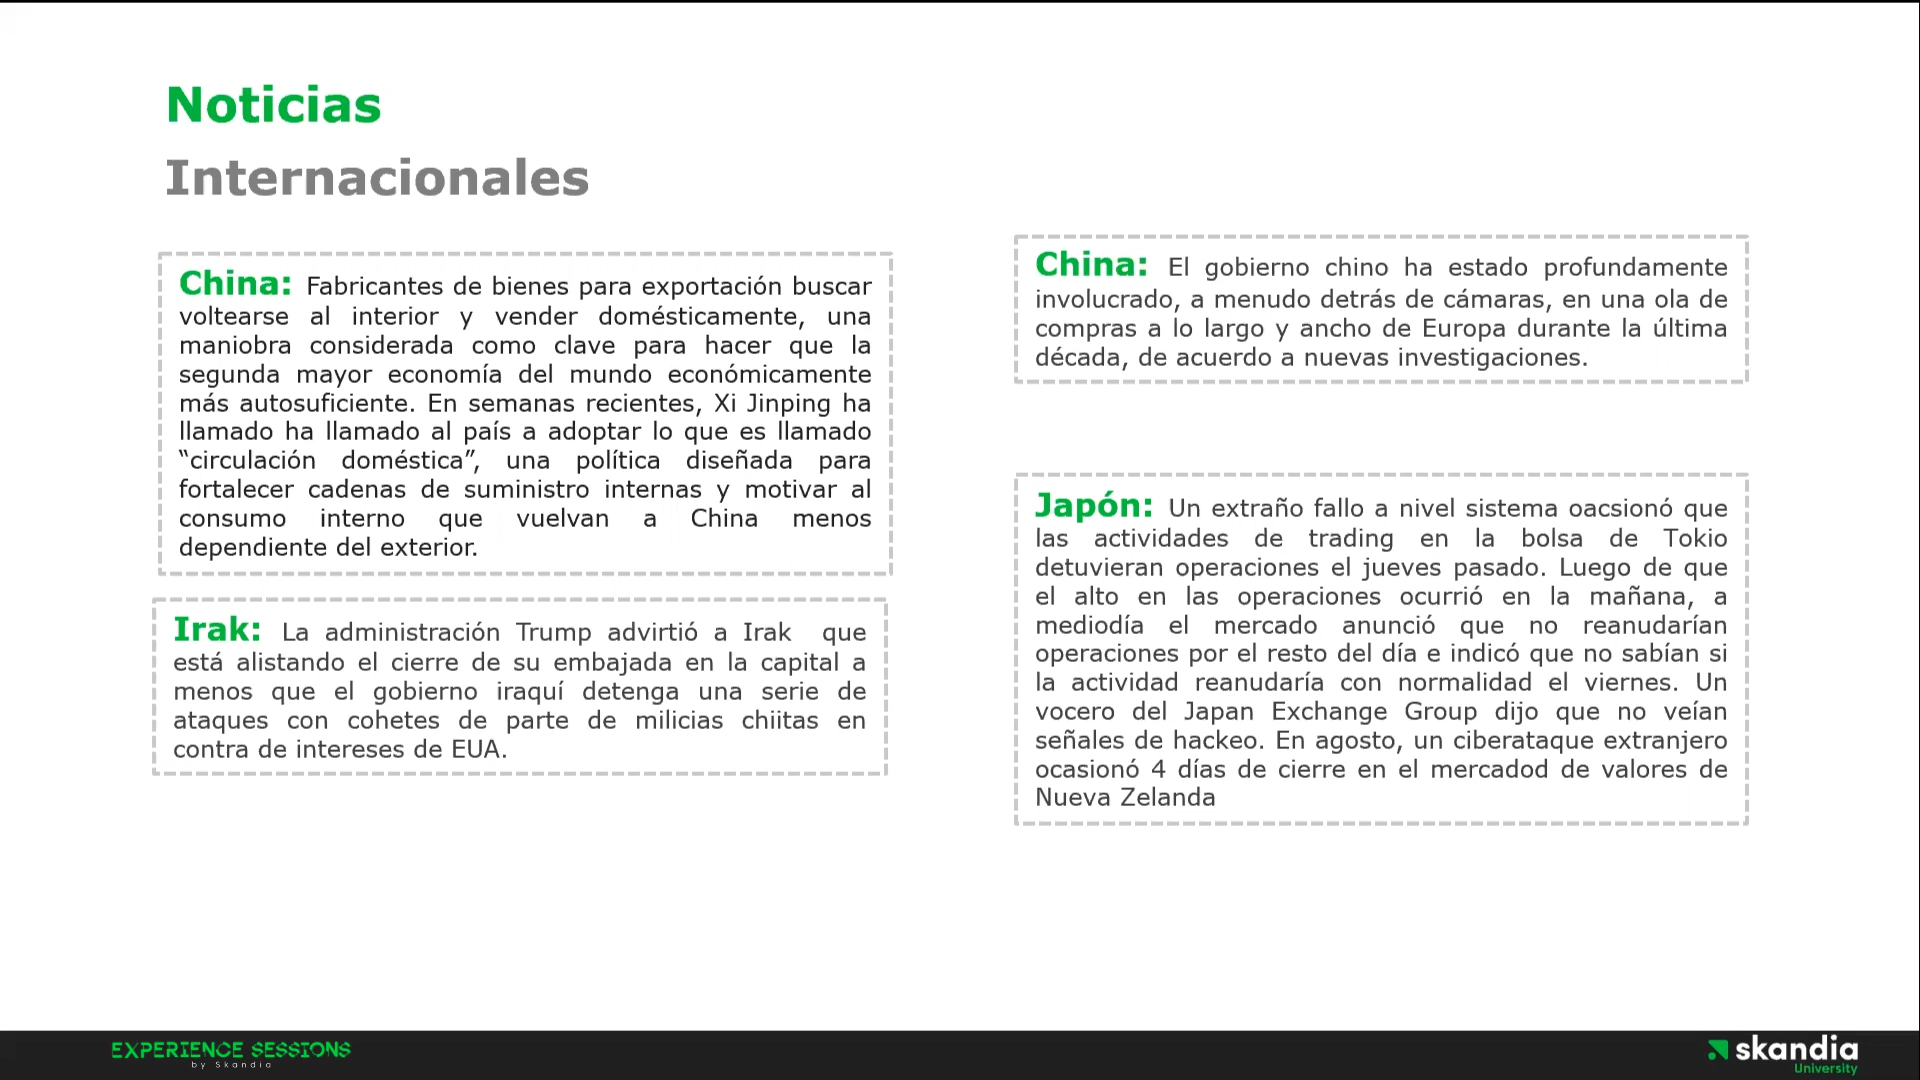 Noticias
Internacionales
China: Fabricantes de bienes para exportación buscar
voltearse al interior y vender domésticamente, una
maniobra considerada como clave para hacer que la
segunda mayor economía del mundo económicamente
más autosuficiente. En semanas recientes, Xi Jinping ha
llamado ha llamado al país a adoptar lo que es llamado
“circulación doméstica”, una política diseñada para
fortalecer cadenas de suministro internas y motivar al
consumo interno que vuelvan a China menos
dependiente del exterior.
Irak: La administración Trump advirtió a Irak que
está alistando el cierre de su embajada en la capital a
menos que el gobierno iraquí detenga una serie de
ataques con cohetes de parte de milicias chiitas en
contra de intereses de EUA.
China: El gobierno chino ha estado profundamente
involucrado, a menudo detrás de cámaras, en una ola de
compras a lo largo y ancho de Europa durante la última
década, de acuerdo a nuevas investigaciones.
Japón: Un extraño fallo a nivel sistema oacsionó que
las actividades de trading en la bolsa de Tokio
detuvieran operaciones el jueves pasado. Luego de que
el alto en las operaciones ocurrió en la mañana, a
mediodía el mercado anunció que no reanudarían
operaciones por el resto del día e indicó que no sabían si
la actividad reanudaría con normalidad el viernes. Un
vocero del Japan Exchange Group dijo que no veían
señales de hackeo. En agosto, un ciberataque extranjero
ocasionó 4 días de cierre en el mercadod de valores de
Nueva Zelanda
EXPERIENCE SESSIONS
by Skandia
skandia
University